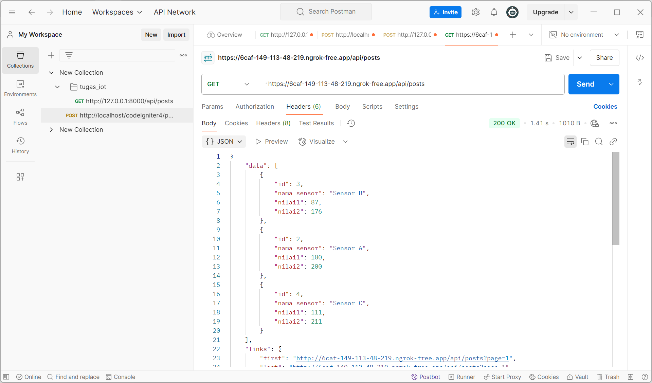 Home Workspaces API Network Search Postman Invite Upgrade
My Workspace New Import Overview GET http://127.0.0.1 POST http://localho POST http://127.0.0 GET https://6caf-1 No environment
Collections
Environments
Flows
History
New Collection
tugas_iot
GET http://127.0.0.1:8000/api/posts
POST http://localhost/codeigniter4/p...
New Collection
https://6caf-149-113-48-219.ngrok-free.app/api/posts Save Share
GET https://6caf-149-113-48-219.ngrok-free.app/api/posts Send
Params Authorization Headers (6) Body Scripts Settings Cookies
Body Cookies Headers (8) Test Results 200 OK
{ } JSON Preview Visualize
1 {
2 "data": [
3 {
4 "id": 3,
5 "nama_sensor": "Sensor B",
6 "nilai1": 87,
7 "nilai2": 176
8 },
9 {
10 "id": 2,
11 "nama_sensor": "Sensor A",
12 "nilai1": 100,
13 "nilai2": 200
14 },
15 {
16 "id": 4,
17 "nama_sensor": "Sensor C",
18 "nilai1": 111,
19 "nilai2": 211
20 }
21 ],
22 "links": {
23 "first": "http://6caf-149-113-48-219.ngrok-free.app/api/posts?page=1",
Online Find and replace Console Postbot Runner Start Proxy Cookies Vault Trash